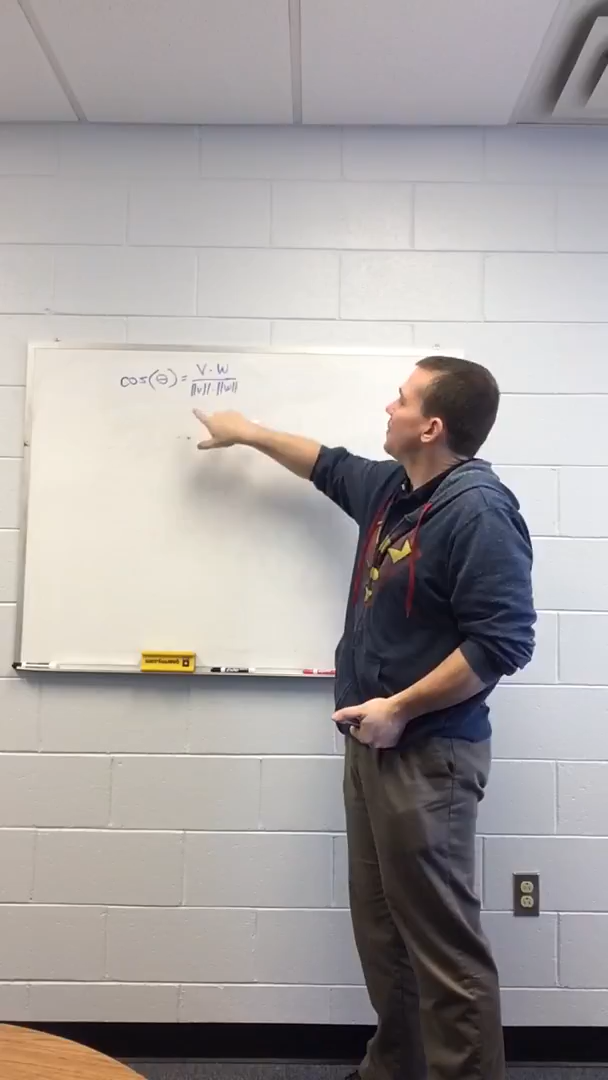 cos(θ) = V · W / ||v|| · ||w||